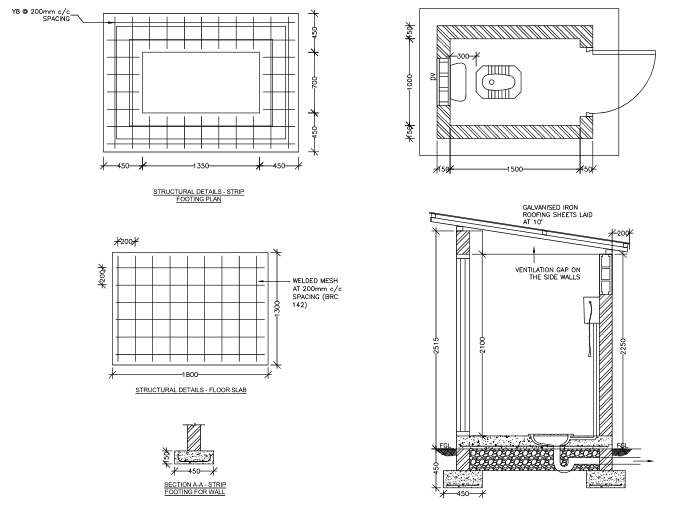 YB @ 200mm c/c
SPACING
450
700
450
450
1350
450
STRUCTURAL DETAILS - STRIP
FOOTING PLAN
150
1000
150
300
PV
150
1500
150
200
200
WELDED MESH
AT 200mm c/c
SPACING (BRC
142)
1300
1800
STRUCTURAL DETAILS - FLOOR SLAB
150
450
SECTION A-A - STRIP
FOOTING FOR WALL
GALVANISED IRON
ROOFING SHEETS LAID
AT 10°
200
VENTILATION GAP ON
THE SIDE WALLS
2515
2100
2250
FGL
FGL
450
450